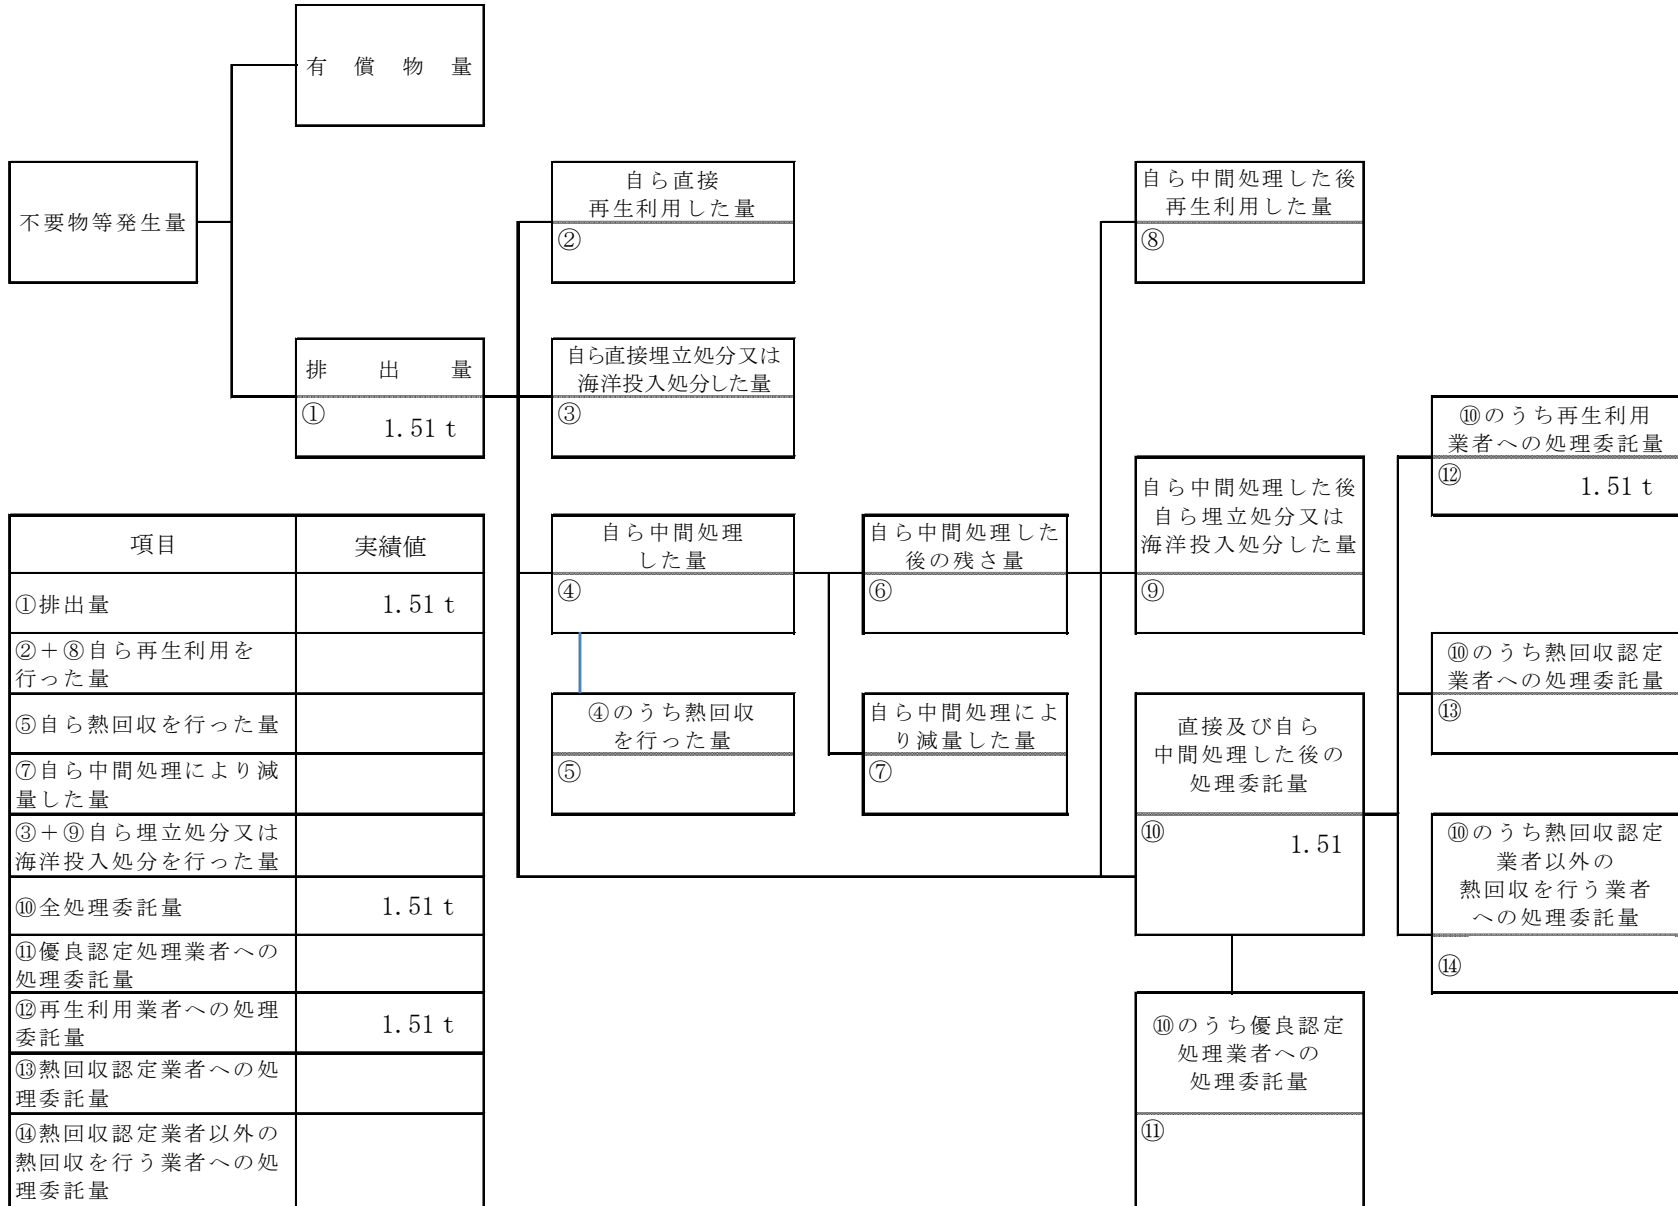 有償物量
不要物等発生量
排出量
①
1.51 t
自ら直接
再生利用した量
②
自ら直接埋立処分又は
海洋投入処分した量
③
自ら中間処理
した量
④
④のうち熱回収
を行った量
⑤
自ら中間処理した
後の残さ量
⑥
自ら中間処理によ
り減量した量
⑦
自ら中間処理した後
再生利用した量
⑧
自ら中間処理した後
自ら埋立処分又は
海洋投入処分した量
⑨
直接及び自ら
中間処理した後の
処理委託量
⑩
1.51
⑩のうち優良認定
処理業者への
処理委託量
⑪
⑩のうち再生利用
業者への処理委託量
⑫
1.51 t
⑩のうち熱回収認定
業者への処理委託量
⑬
⑩のうち熱回収認定
業者以外の
熱回収を行う業者
への処理委託量
⑭
項目 実績値
①排出量 1.51 t
②＋⑧自ら再生利用を
行った量
⑤自ら熱回収を行った量
⑦自ら中間処理により減
量した量
③＋⑨自ら埋立処分又は
海洋投入処分を行った量
⑩全処理委託量 1.51 t
⑪優良認定処理業者への
処理委託量
⑫再生利用業者への処理
委託量 1.51 t
⑬熱回収認定業者への処
理委託量
⑭熱回収認定業者以外の
熱回収を行う業者への処
理委託量